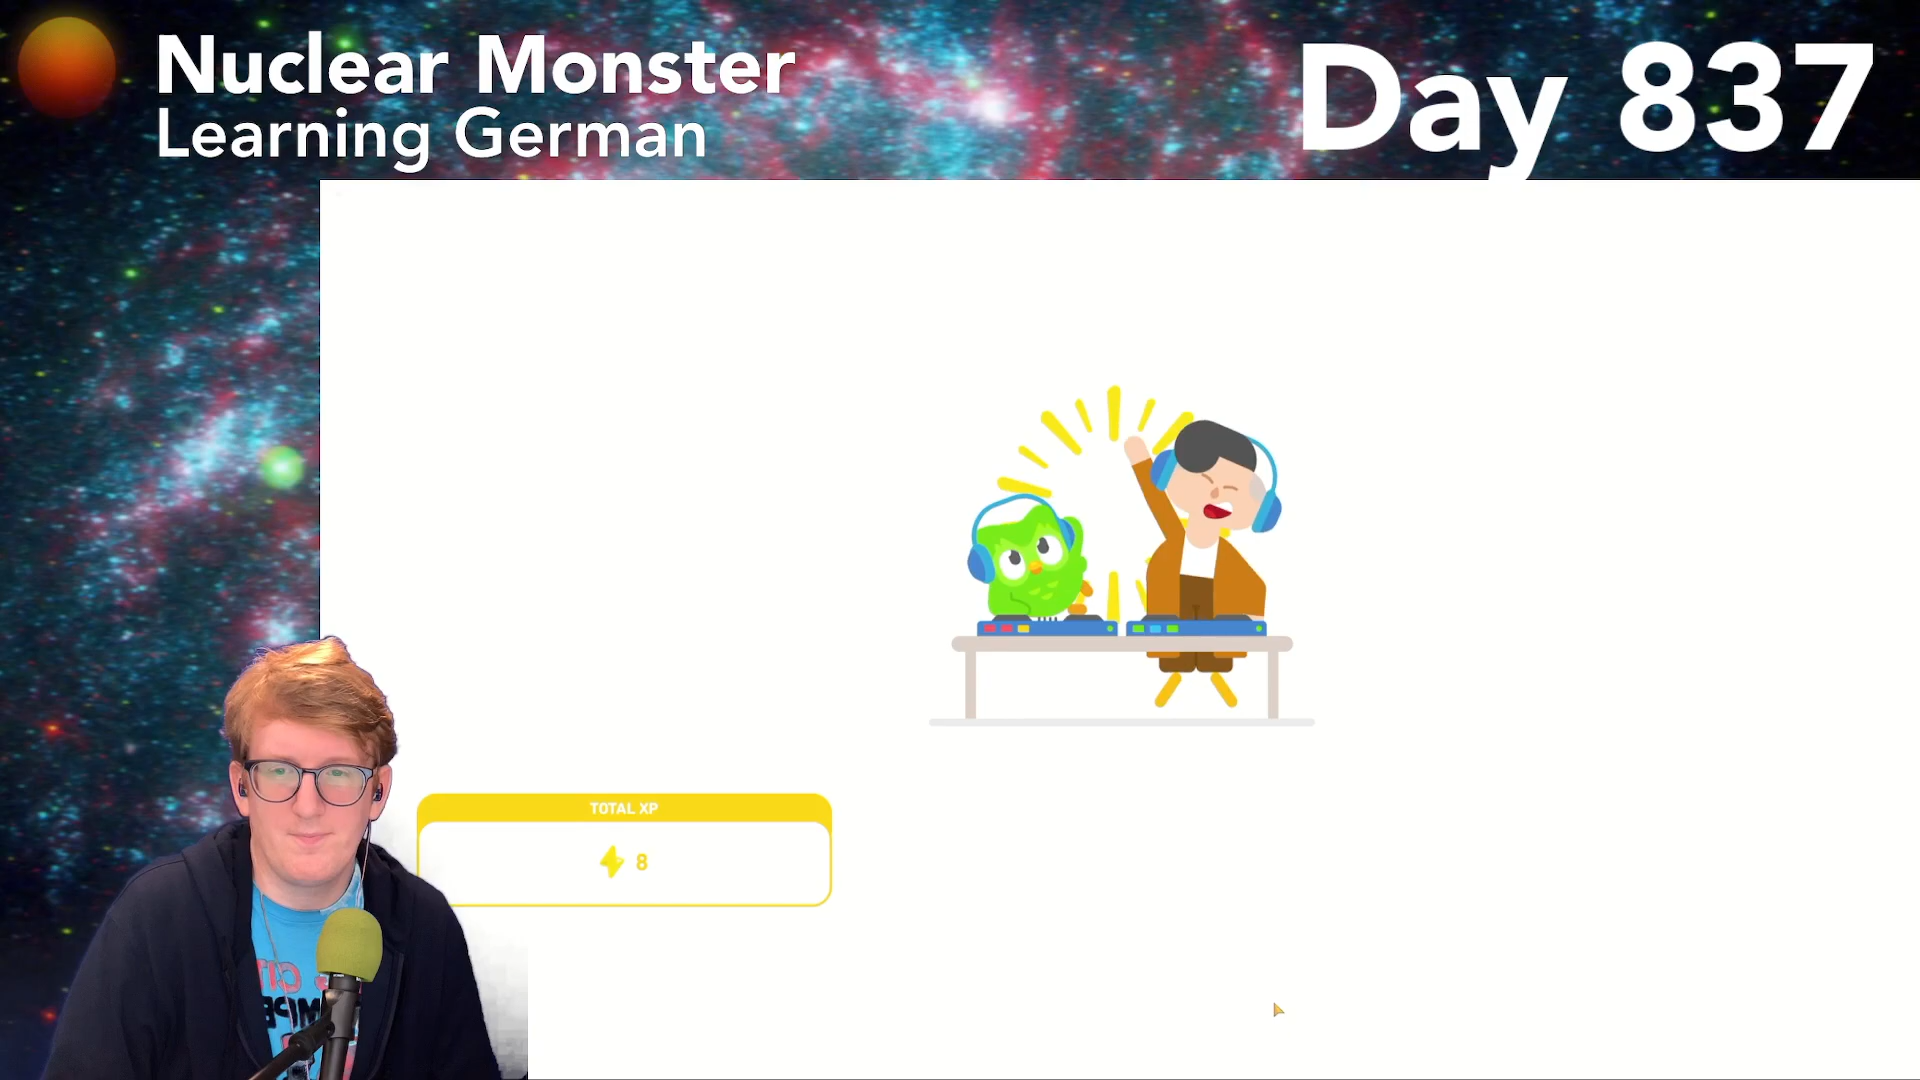 Nuclear Monster
Learning German
Day 837
TOTAL XP
8